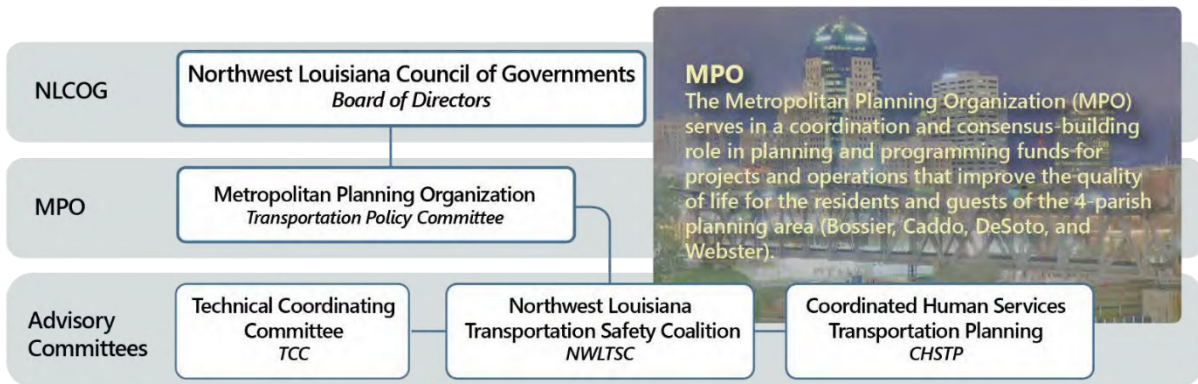 NLCOG
Northwest Louisiana Council of Governments
Board of Directors
MPO
Metropolitan Planning Organization
Transportation Policy Committee
MPO
The Metropolitan Planning Organization (MPO)
serves in a coordination and consensus-building
role in planning and programming funds for
projects and operations that improve the quality
of life for the residents and guests of the 4-parish
planning area (Bossier, Caddo, DeSoto, and
Webster).
Advisory
Committees
Technical Coordinating
Committee
TCC
Northwest Louisiana
Transportation Safety Coalition
NWLTSC
Coordinated Human Services
Transportation Planning
CHSTP